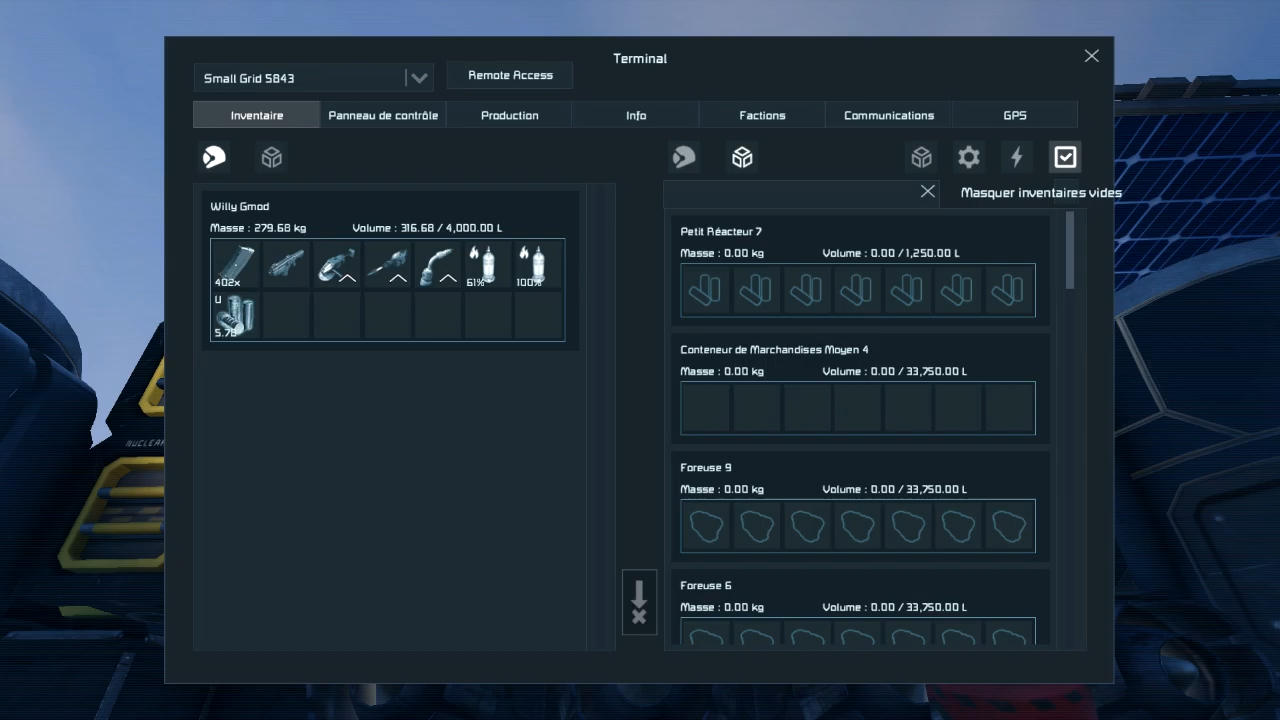 Terminal
Small Grid 5843
Remote Access
Inventaire
Panneau de contrôle
Production
Info
Factions
Communications
GPS
Masquer inventaires vides
Willy Gmod
Masse : 279.68 kg
Volume : 316.68 / 4,000.00 L
402x
61%
100%
U
5.78
Petit Réacteur 7
Masse : 0.00 kg
Volume : 0.00 / 1,250.00 L
Conteneur de Marchandises Moyen 4
Masse : 0.00 kg
Volume : 0.00 / 33,750.00 L
Foreuse 9
Masse : 0.00 kg
Volume : 0.00 / 33,750.00 L
Foreuse 6
Masse : 0.00 kg
Volume : 0.00 / 33,750.00 L
NUCLEAR